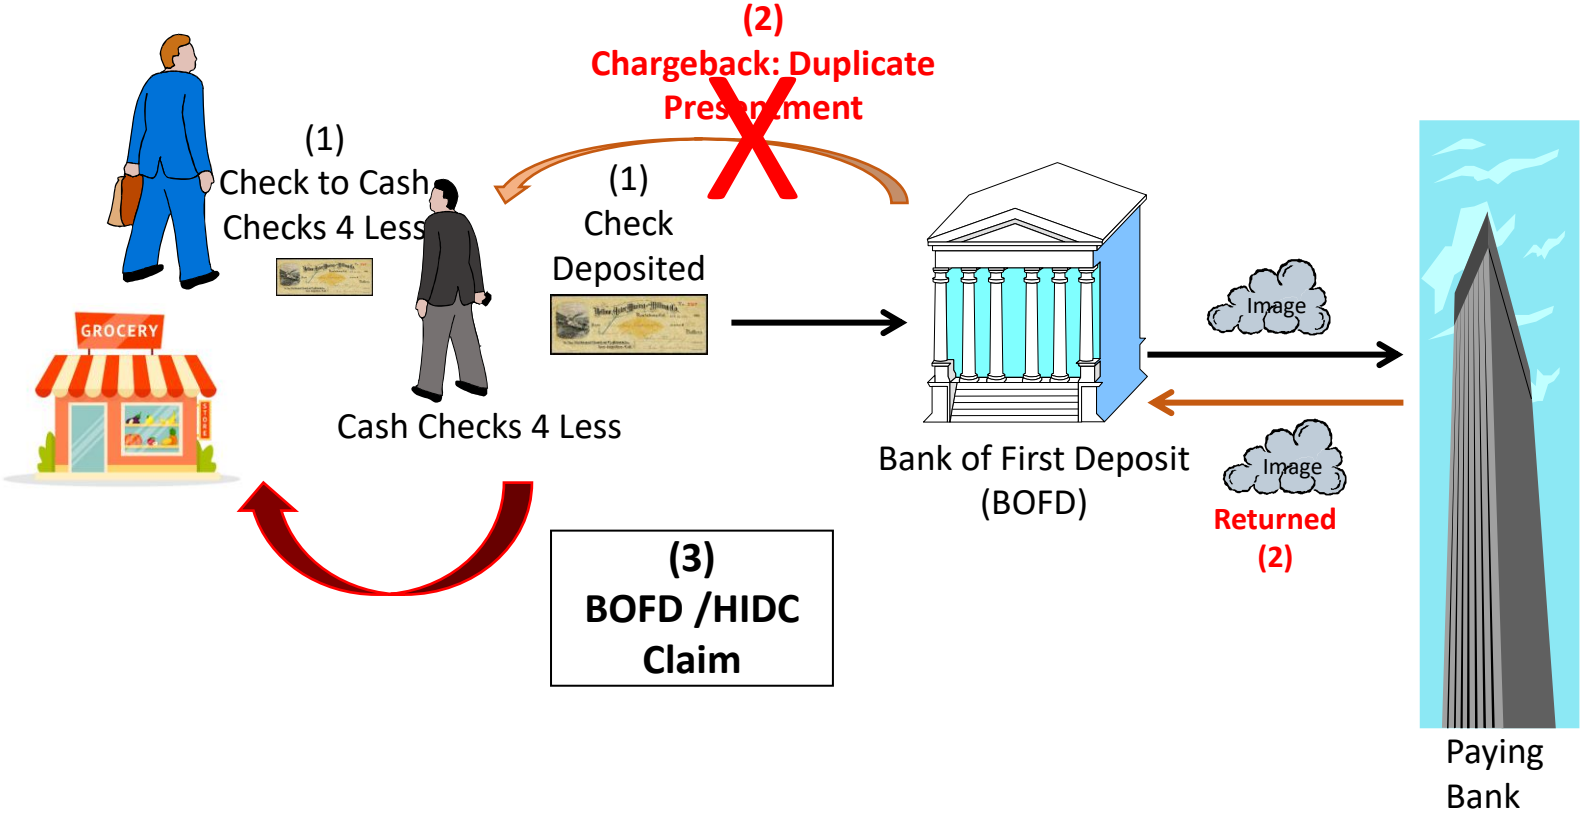 (2)
Chargeback: Duplicate
Presentment
(1)
Check to Cash
Checks 4 Less
(1)
Check
Deposited
GROCERY
STORE
Cash Checks 4 Less
Image
Bank of First Deposit
(BOFD)
Image
Returned
(2)
(3)
BOFD /HIDC
Claim
Paying
Bank